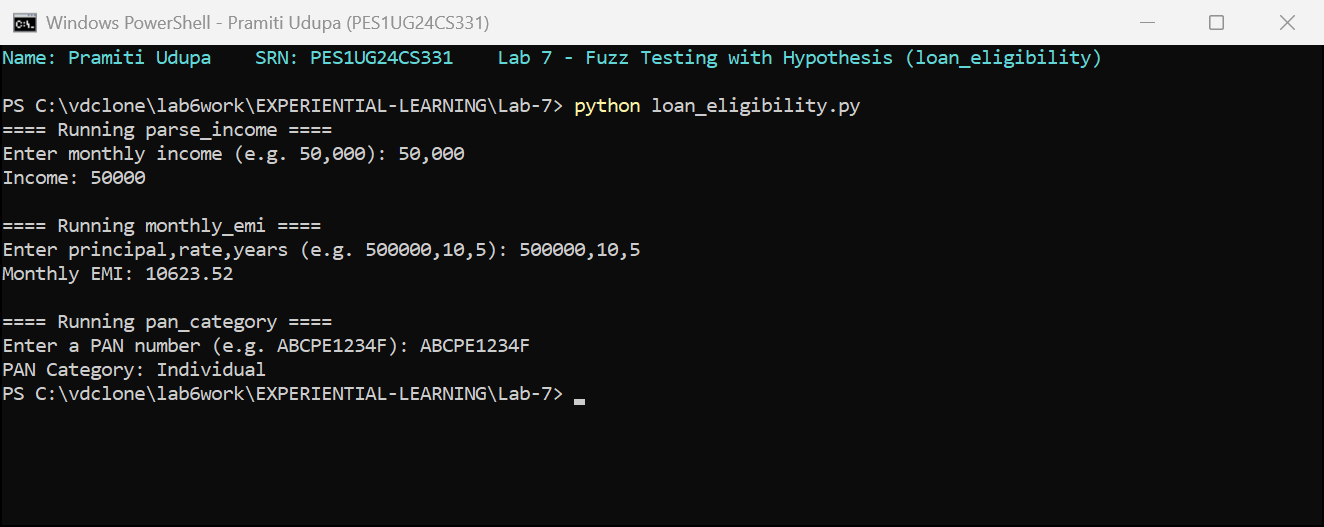 Windows PowerShell - Pramiti Udupa (PES1UG24CS331)
Name: Pramiti Udupa    SRN: PES1UG24CS331    Lab 7 - Fuzz Testing with Hypothesis (loan_eligibility)
PS C:\vdclone\lab6work\EXPERIENTIAL-LEARNING\Lab-7> python loan_eligibility.py
==== Running parse_income ====
Enter monthly income (e.g. 50,000): 50,000
Income: 50000
==== Running monthly_emi ====
Enter principal,rate,years (e.g. 500000,10,5): 500000,10,5
Monthly EMI: 10623.52
==== Running pan_category ====
Enter a PAN number (e.g. ABCPE1234F): ABCPE1234F
PAN Category: Individual
PS C:\vdclone\lab6work\EXPERIENTIAL-LEARNING\Lab-7>